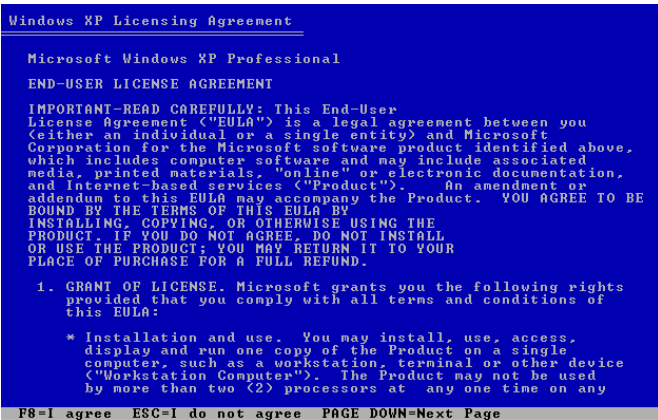 Windows XP Licensing Agreement
Microsoft Windows XP Professional
END-USER LICENSE AGREEMENT
IMPORTANT-READ CAREFULLY: This End-User
License Agreement ("EULA") is a legal agreement between you
(either an individual or a single entity) and Microsoft
Corporation for the Microsoft software product identified above,
which includes computer software and may include associated
media, printed materials, "online" or electronic documentation,
and Internet-based services ("Product").    An amendment or
addendum to this EULA may accompany the Product.  YOU AGREE TO BE
BOUND BY THE TERMS OF THIS EULA BY
INSTALLING, COPYING, OR OTHERWISE USING THE
PRODUCT. IF YOU DO NOT AGREE, DO NOT INSTALL
OR USE THE PRODUCT; YOU MAY RETURN IT TO YOUR
PLACE OF PURCHASE FOR A FULL REFUND.
1. GRANT OF LICENSE. Microsoft grants you the following rights
provided that you comply with all terms and conditions of
this EULA:
* Installation and use.  You may install, use, access,
display and run one copy of the Product on a single
computer, such as a workstation, terminal or other device
("Workstation Computer").  The Product may not be used
by more than two (2) processors at  any one time on any
F8=I agree  ESC=I do not agree  PAGE DOWN=Next Page